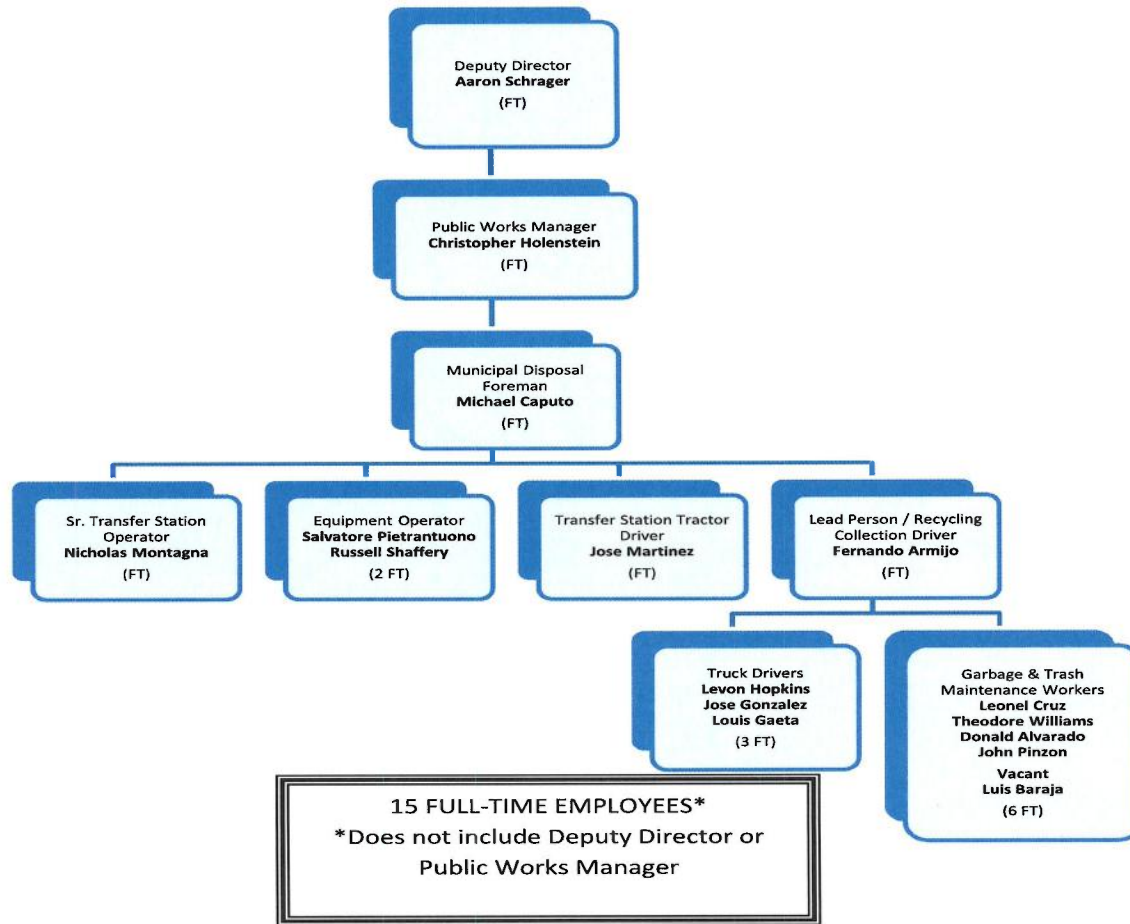 Deputy Director
Aaron Schrager
(FT)
Public Works Manager
Christopher Holenstein
(FT)
Municipal Disposal
Foreman
Michael Caputo
(FT)
Sr. Transfer Station
Operator
Nicholas Montagna
(FT)
Equipment Operator
Salvatore Pietrantuono
Russell Shaffery
(2 FT)
Transfer Station Tractor
Driver
Jose Martinez
(FT)
Lead Person / Recycling
Collection Driver
Fernando Armijo
(FT)
Truck Drivers
Levon Hopkins
Jose Gonzalez
Louis Gaeta
(3 FT)
Garbage & Trash
Maintenance Workers
Leonel Cruz
Theodore Williams
Donald Alvarado
John Pinzon
Vacant
Luis Baraja
(6 FT)
15 FULL-TIME EMPLOYEES*
*Does not include Deputy Director or
Public Works Manager